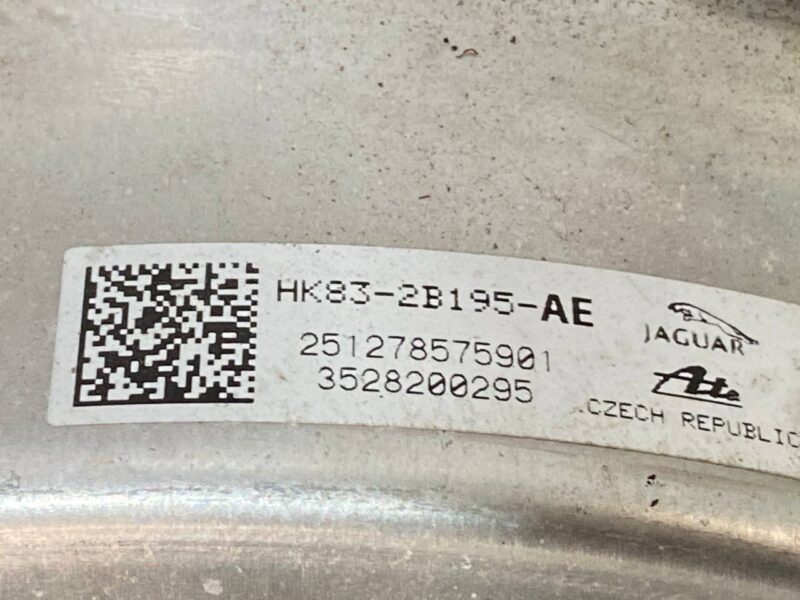 HK83-2B195-AE
251278575901
3528200295
JAGUAR
Ate
CZECH REPUBLIC